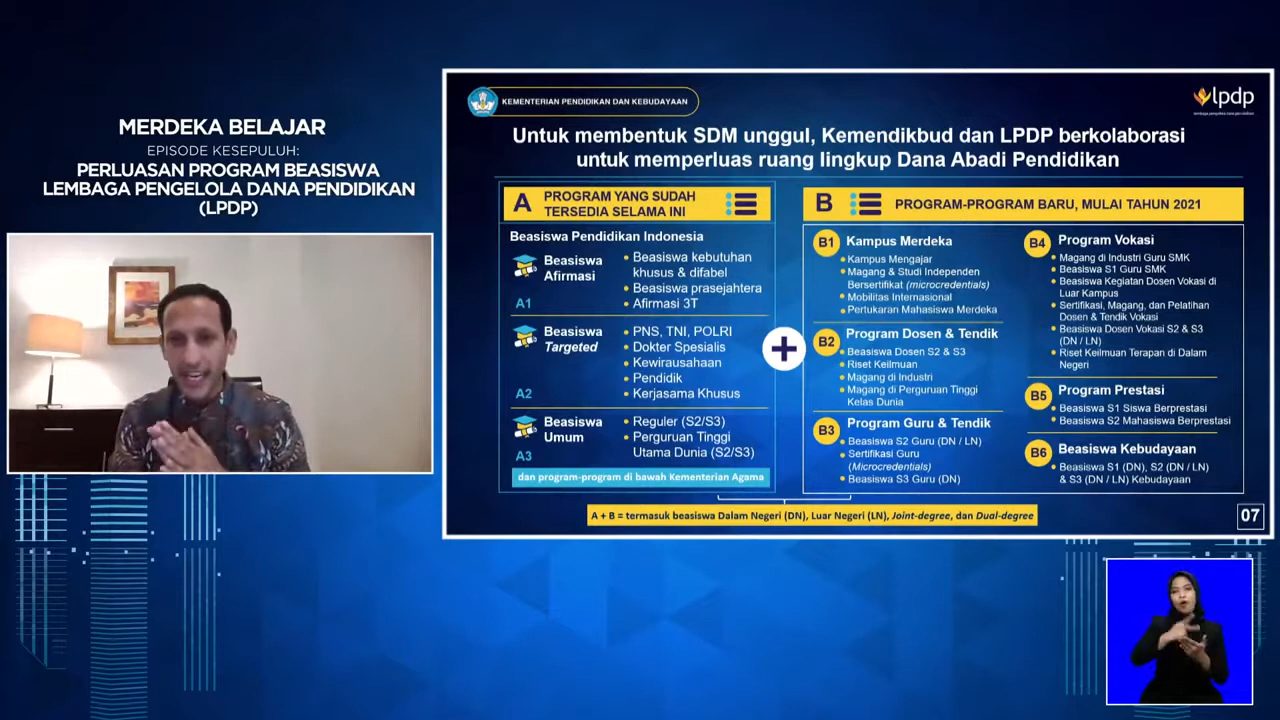 MERDEKA BELAJAR
EPISODE KESEPULUH:
PERLUASAN PROGRAM BEASISWA
LEMBAGA PENGELOLA DANA PENDIDIKAN
(LPDP)
KEMENTERIAN PENDIDIKAN DAN KEBUDAYAAN
lpdp
lembaga pengelola dana pendidikan
Untuk membentuk SDM unggul, Kemendikbud dan LPDP berkolaborasi
untuk memperluas ruang lingkup Dana Abadi Pendidikan
A
PROGRAM YANG SUDAH
TERSEDIA SELAMA INI
Beasiswa Pendidikan Indonesia
Beasiswa
Afirmasi
A1
• Beasiswa kebutuhan
khusus & difabel
• Beasiswa prasejahtera
• Afirmasi 3T
Beasiswa
Targeted
A2
• PNS, TNI, POLRI
• Dokter Spesialis
• Kewirausahaan
• Pendidik
• Kerjasama Khusus
Beasiswa
Umum
A3
• Reguler (S2/S3)
• Perguruan Tinggi
Utama Dunia (S2/S3)
dan program-program di bawah Kementerian Agama
+
B
PROGRAM-PROGRAM BARU, MULAI TAHUN 2021
B1 Kampus Merdeka
• Kampus Mengajar
• Magang & Studi Independen
Bersertifikat (microcredentials)
• Mobilitas Internasional
• Pertukaran Mahasiswa Merdeka
B2 Program Dosen & Tendik
• Beasiswa Dosen S2 & S3
• Riset Keilmuan
• Magang di Industri
• Magang di Perguruan Tinggi
Kelas Dunia
B3 Program Guru & Tendik
• Beasiswa S2 Guru (DN / LN)
• Sertifikasi Guru
(Microcredentials)
• Beasiswa S3 Guru (DN)
B4 Program Vokasi
• Magang di Industri Guru SMK
• Beasiswa S1 Guru SMK
• Beasiswa Kegiatan Dosen Vokasi di
Luar Kampus
• Sertifikasi, Magang, dan Pelatihan
Dosen & Tendik Vokasi
• Beasiswa Dosen Vokasi S2 & S3
(DN / LN)
• Riset Keilmuan Terapan di Dalam
Negeri
B5 Program Prestasi
• Beasiswa S1 Siswa Berprestasi
• Beasiswa S2 Mahasiswa Berprestasi
B6 Beasiswa Kebudayaan
• Beasiswa S1 (DN), S2 (DN / LN)
& S3 (DN / LN) Kebudayaan
A + B = termasuk beasiswa Dalam Negeri (DN), Luar Negeri (LN), Joint-degree, dan Dual-degree
07